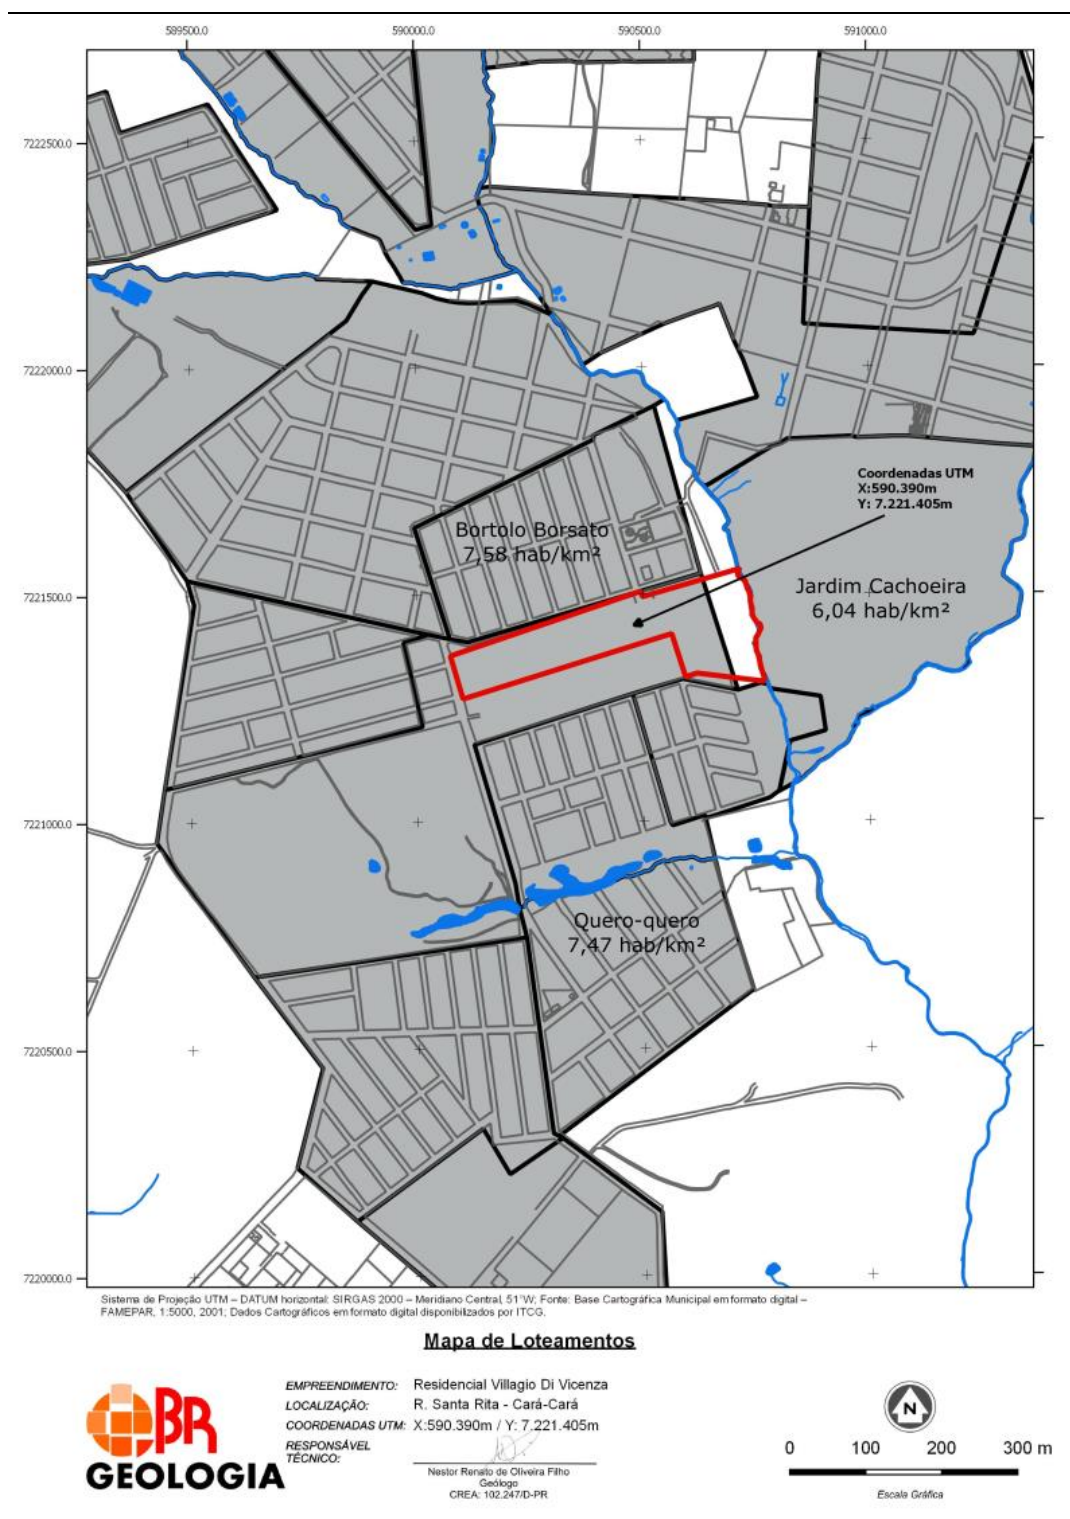 589500.0 590000.0 590500.0 591000.0
7222500.0
7222000.0
Coordenadas UTM
X:590.390m
Y: 7.221.405m
Bortolo Borsato
7,58 hab/km²
Jardim Cachoeira
6,04 hab/km²
7221500.0
7221000.0
Quero-quero
7,47 hab/km²
7220500.0
7220000.0
Sistema de Projeção UTM – DATUM horizontal: SIRGAS 2000 – Meridiano Central, 51°W; Fonte: Base Cartográfica Municipal em formato digital –
FAMEPAR, 1:5000, 2001; Dados Cartográficos em formato digital disponibilizados por ITCG.
Mapa de Loteamentos
BR
GEOLOGIA
EMPREENDIMENTO: Residencial Villagio Di Vicenza
LOCALIZAÇÃO: R. Santa Rita - Cará-Cará
COORDENADAS UTM: X:590.390m / Y: 7.221.405m
RESPONSÁVEL
TÉCNICO:
Nestor Renato de Oliveira Filho
Geólogo
CREA: 102.247/D-PR
N
0 100 200 300 m
Escala Gráfica